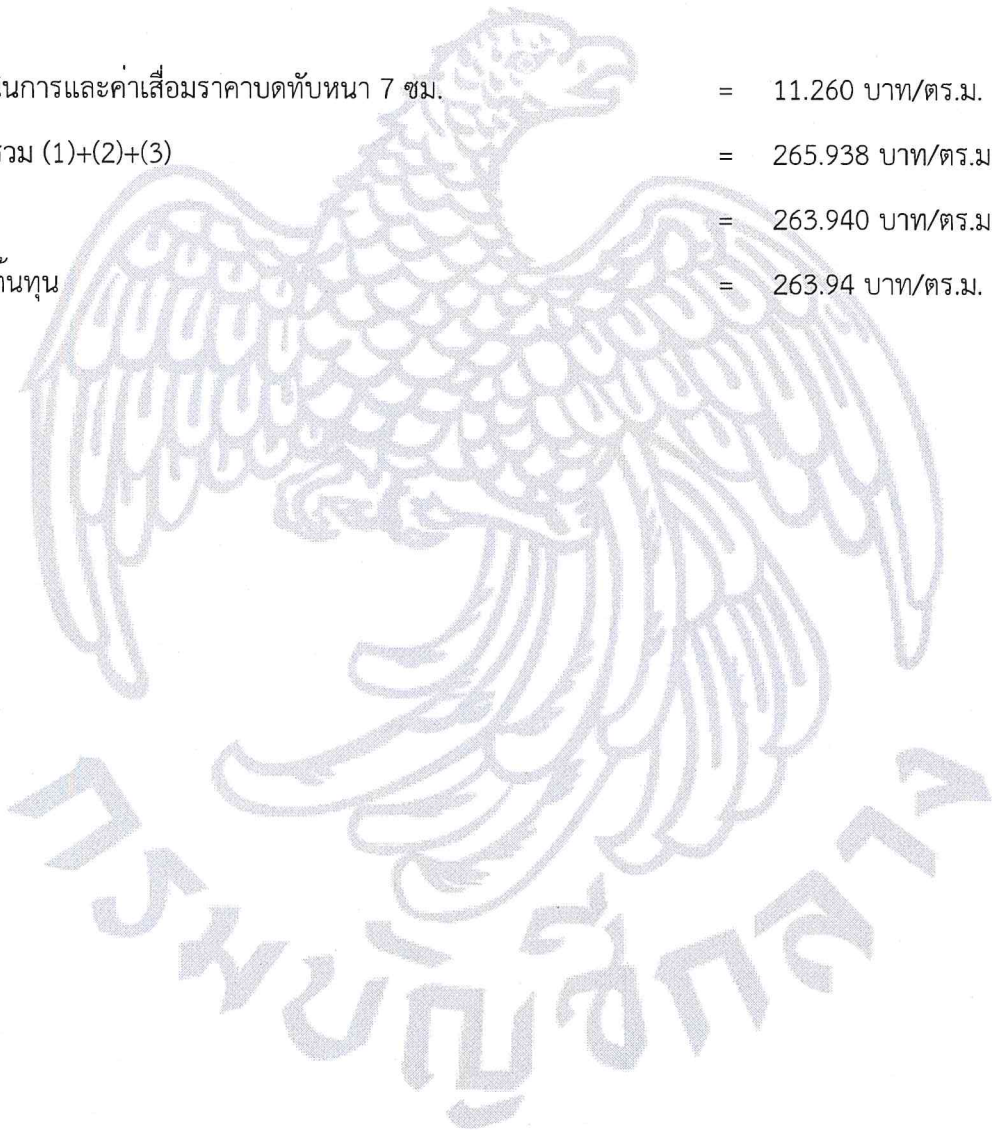 นการและค่าเสื่อมราคาบดทับหนา 7 ซม. = 11.260 บาท/ตร.ม.
รวม (1)+(2)+(3) = 265.938 บาท/ตร.ม
= 263.940 บาท/ตร.ม
ต้นทุน = 263.94 บาท/ตร.ม.
กรมบัญชีกลาง